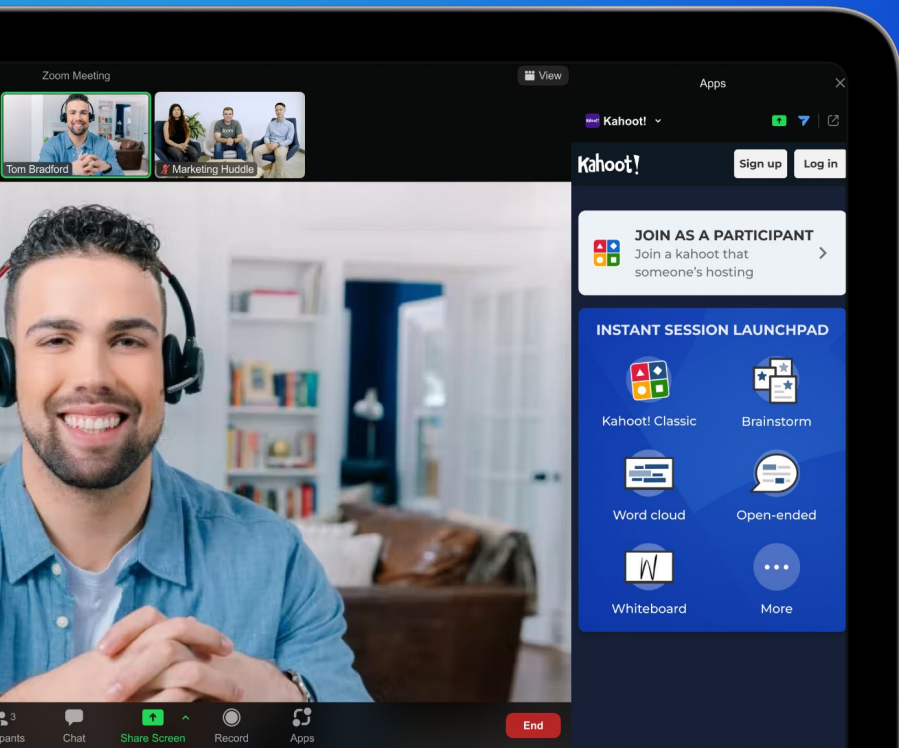 Zoom Meeting
View
Apps
Tom Bradford
Marketing Huddle
Kahoot!
Kahoot!
Sign up
Log in
JOIN AS A PARTICIPANT
Join a kahoot that
someone's hosting
INSTANT SESSION LAUNCHPAD
Kahoot! Classic
Brainstorm
Word cloud
Open-ended
Whiteboard
More
3
pants
Chat
Share Screen
Record
Apps
End